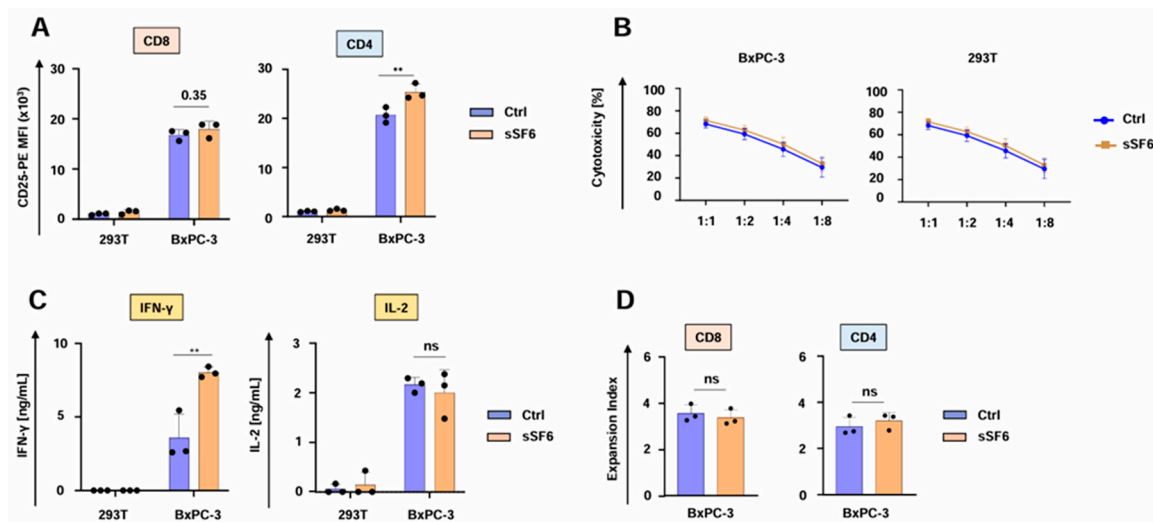 A
CD8
CD4
CD25-PE MFI (x10³)
30
20
10
0
0.35
293T
BxPC-3
30
20
10
0
**
293T
BxPC-3
Ctrl
sSF6
B
BxPC-3
293T
Cytotoxicity [%]
100
80
60
40
20
0
1:1
1:2
1:4
1:8
100
80
60
40
20
0
1:1
1:2
1:4
1:8
Ctrl
sSF6
C
IFN-γ
IL-2
IFN-γ [ng/mL]
10
5
0
**
293T
BxPC-3
IL-2 [ng/mL]
3
2
1
0
ns
293T
BxPC-3
Ctrl
sSF6
D
CD8
CD4
Expansion Index
6
4
2
0
ns
BxPC-3
6
4
2
0
ns
BxPC-3
Ctrl
sSF6